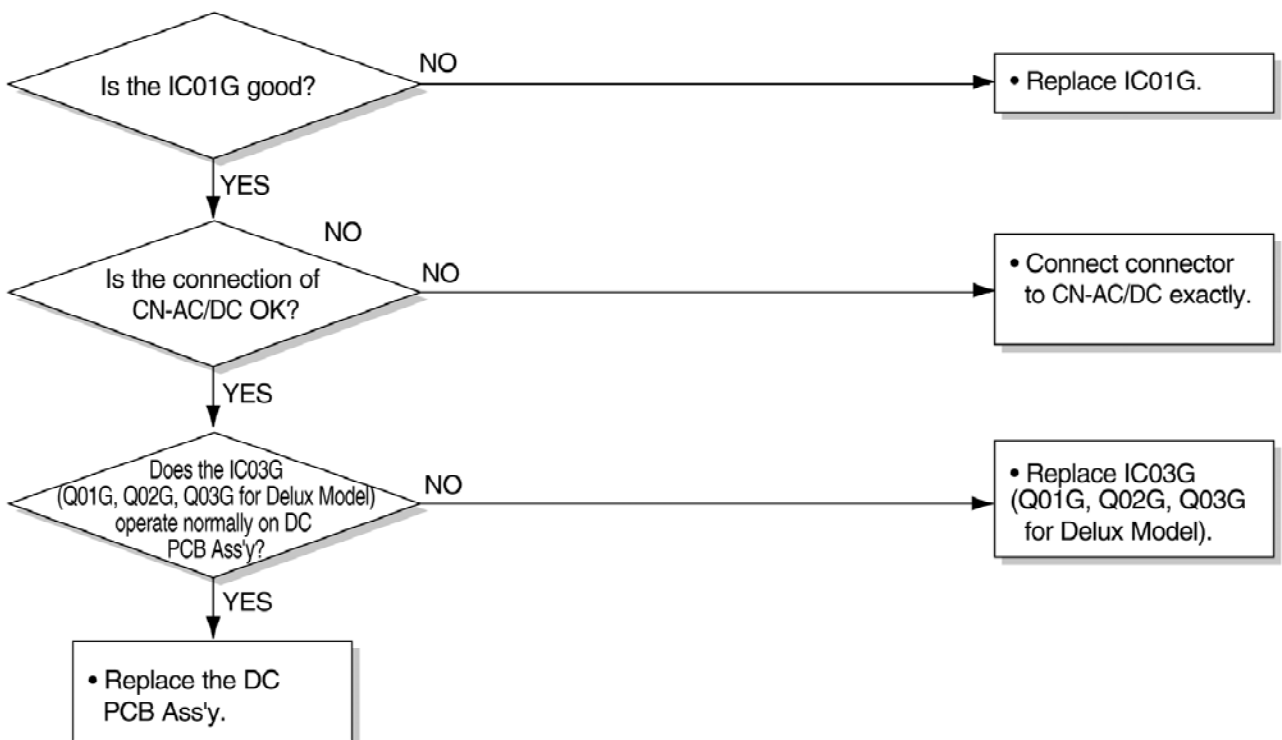 Is the IC01G good?
NO
• Replace IC01G.
YES
NO
Is the connection of
CN-AC/DC OK?
NO
• Connect connector
to CN-AC/DC exactly.
YES
Does the IC03G
(Q01G, Q02G, Q03G for Delux Model)
operate normally on DC
PCB Ass'y?
NO
• Replace IC03G
(Q01G, Q02G, Q03G
for Delux Model).
YES
• Replace the DC
PCB Ass'y.